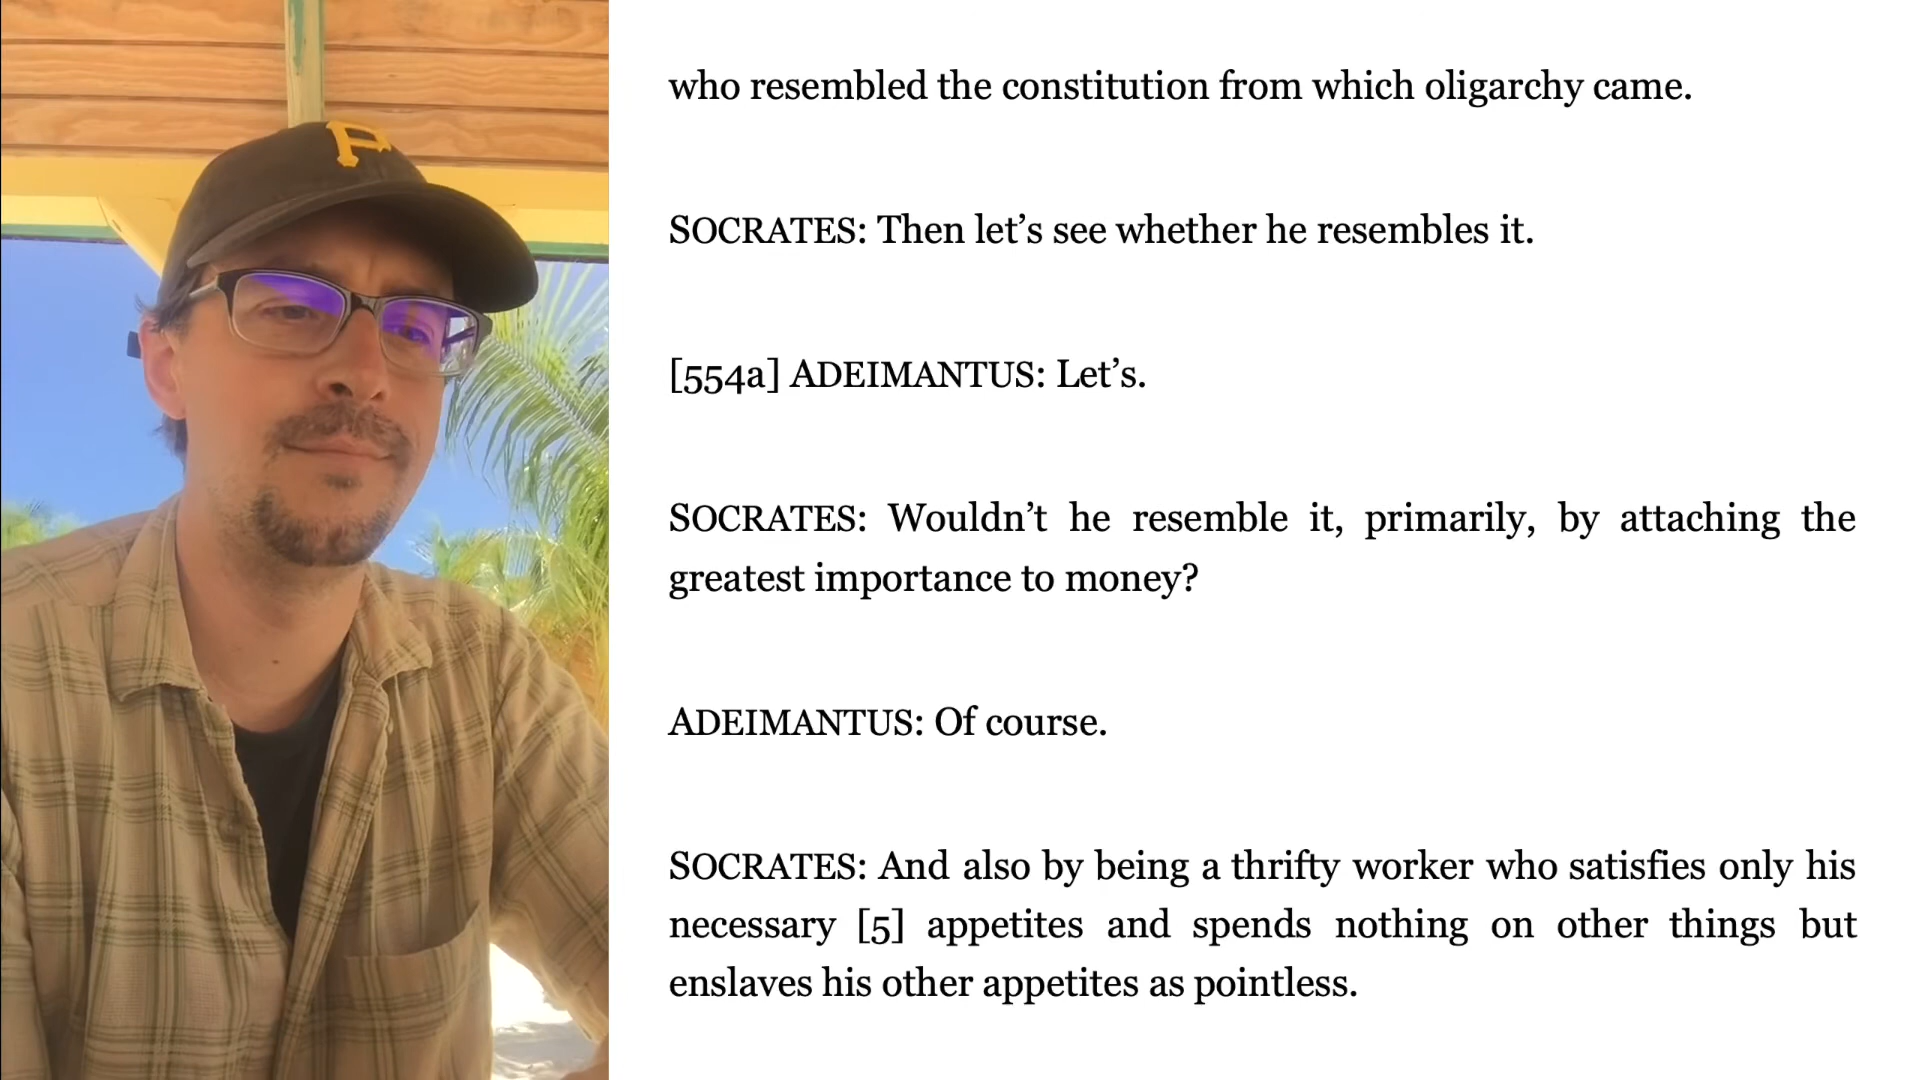 P
who resembled the constitution from which oligarchy came.
SOCRATES: Then let’s see whether he resembles it.
[554a] ADEIMANTUS: Let’s.
SOCRATES: Wouldn’t he resemble it, primarily, by attaching the
greatest importance to money?
ADEIMANTUS: Of course.
SOCRATES: And also by being a thrifty worker who satisfies only his
necessary [5] appetites and spends nothing on other things but
enslaves his other appetites as pointless.